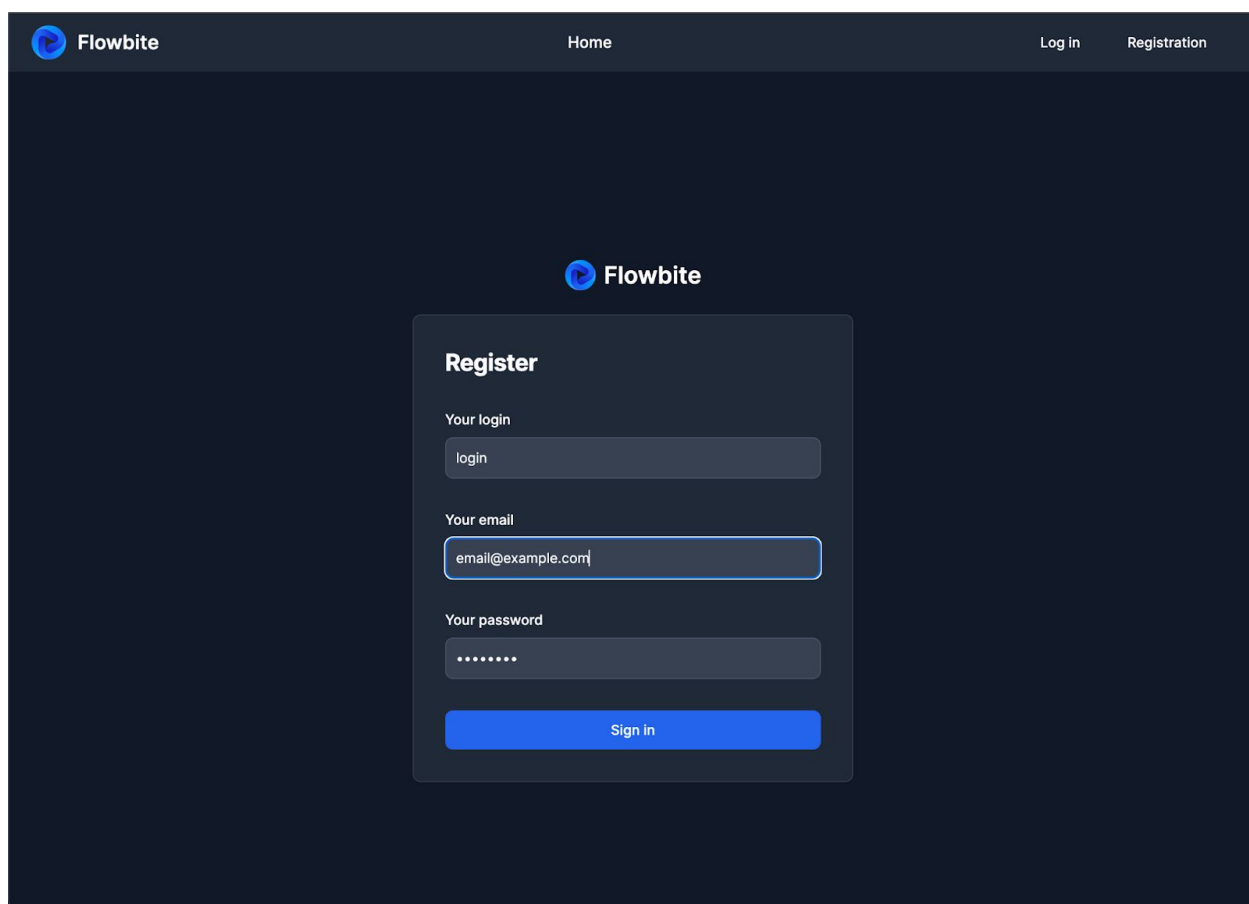 Flowbite Home Log in Registration
Flowbite
Register
Your login
login
Your email
email@example.com
Your password
••••••••
Sign in